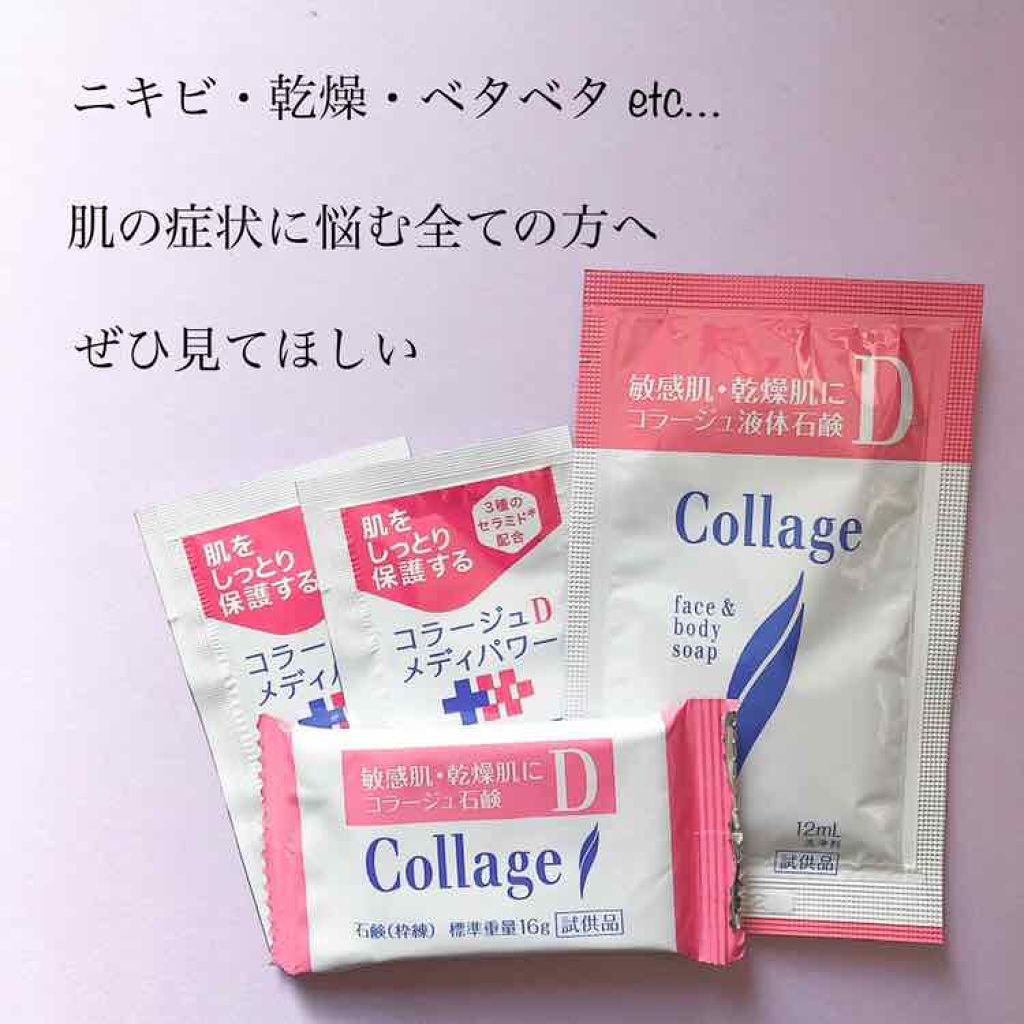 ニキビ・乾燥・ベタベタ etc...
肌の症状に悩む全ての方へ
ぜひ見てほしい
敏感肌・乾燥肌に
コラージュ液体石鹸
D
Collage
face &
body
soap
12mL
洗浄料
試供品
肌を
しっとり
保護する
コラー
メディ
肌を
しっとり
保護する
3種の
セラミド※
配合
コラージュD
メディパワー
敏感肌・乾燥肌に
コラージュ石鹸
D
Collage
石鹸(枠練) 標準重量16g 試供品